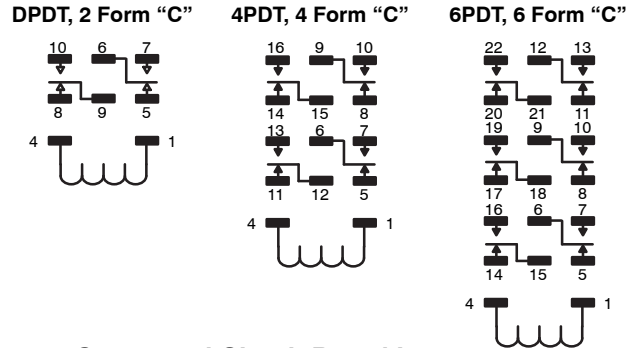 DPDT, 2 Form “C” 4PDT, 4 Form “C” 6PDT, 6 Form “C”
10 6 7
8 9 5
4 1
16 9 10
14 15 8
13 6 7
11 12 5
4 1
22 12 13
20 21 11
19 9 10
17 18 8
16 6 7
14 15 5
4 1